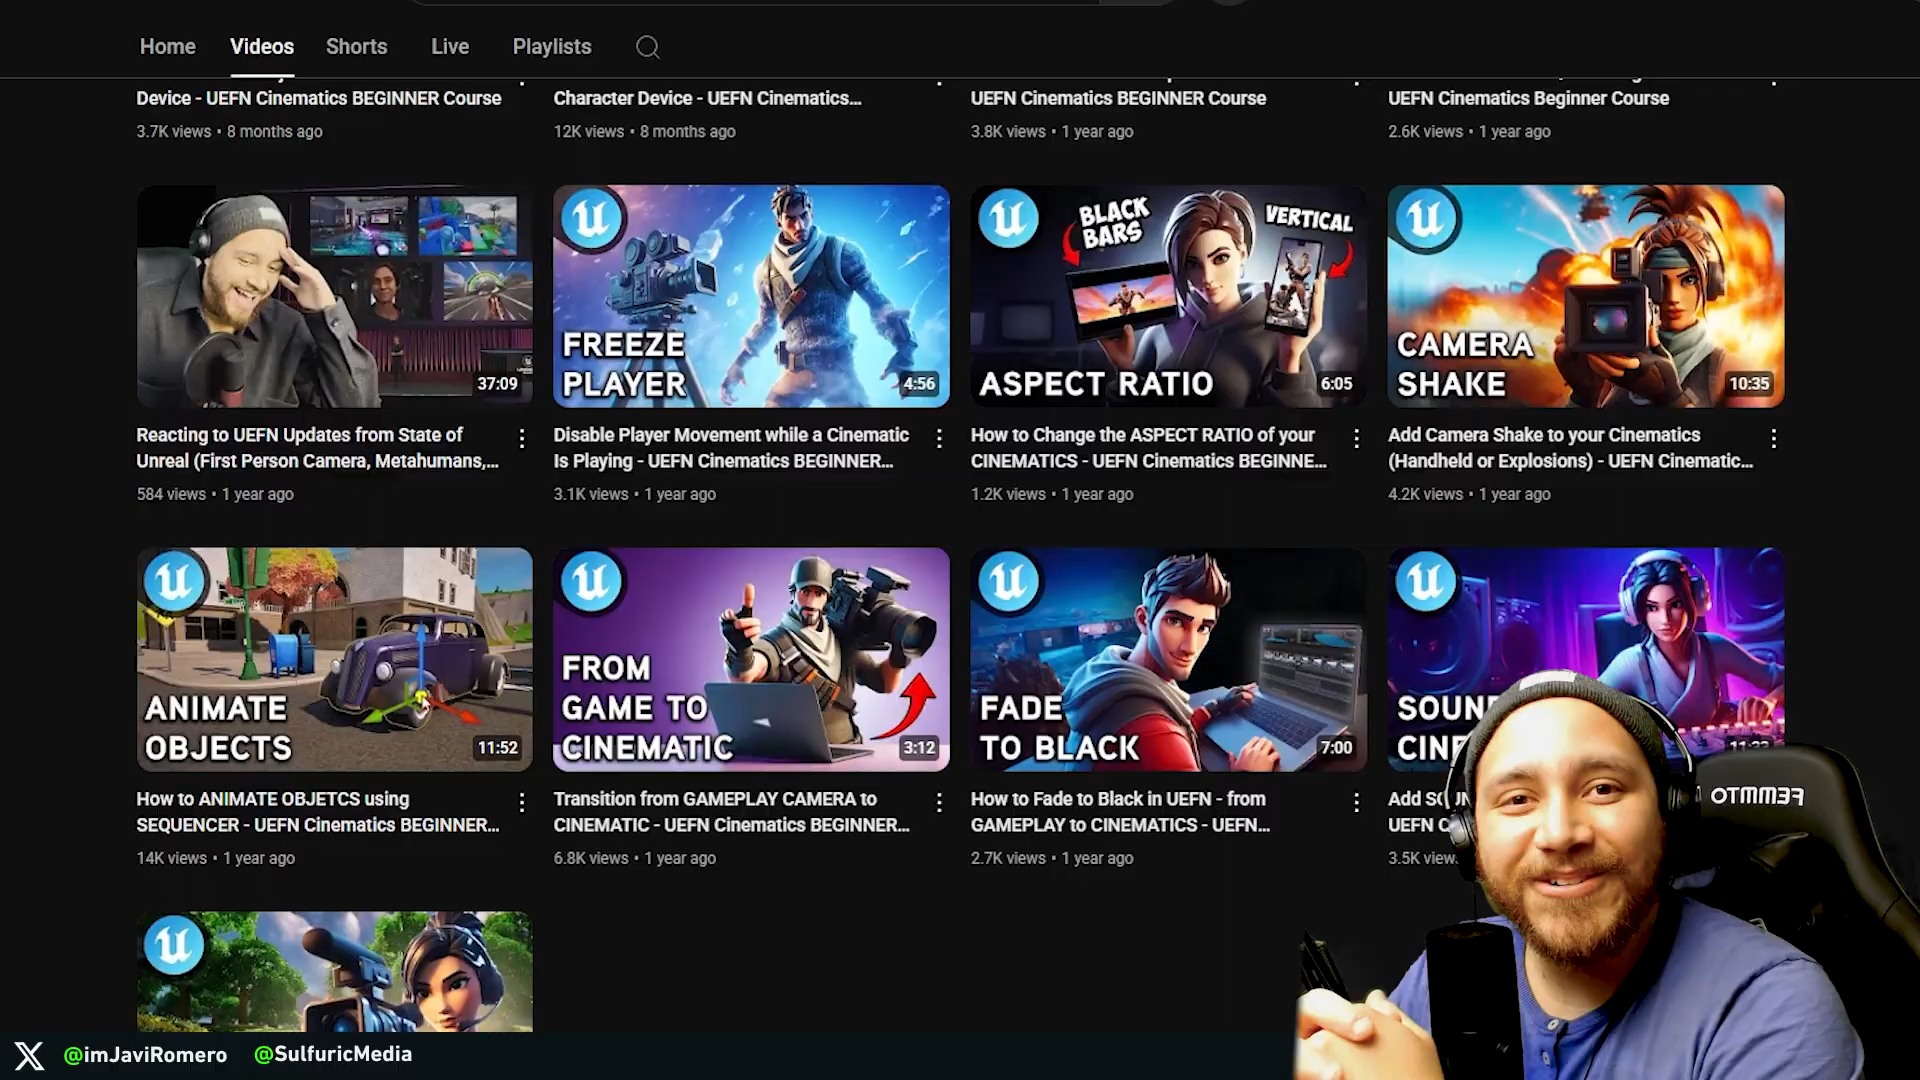 Home Videos Shorts Live Playlists
Device - UEFN Cinematics BEGINNER Course
3.7K views • 8 months ago
Character Device - UEFN Cinematics...
12K views • 8 months ago
UEFN Cinematics BEGINNER Course
3.8K views • 1 year ago
UEFN Cinematics Beginner Course
2.6K views • 1 year ago
37:09
Reacting to UEFN Updates from State of
Unreal (First Person Camera, Metahumans,...
584 views • 1 year ago
FREEZE
PLAYER
4:56
Disable Player Movement while a Cinematic
Is Playing - UEFN Cinematics BEGINNER...
3.1K views • 1 year ago
BLACK
BARS
VERTICAL
ASPECT RATIO
6:05
How to Change the ASPECT RATIO of your
CINEMATICS - UEFN Cinematics BEGINNE...
1.2K views • 1 year ago
CAMERA
SHAKE
10:35
Add Camera Shake to your Cinematics
(Handheld or Explosions) - UEFN Cinematic...
4.2K views • 1 year ago
ANIMATE
OBJECTS
11:52
How to ANIMATE OBJETCS using
SEQUENCER - UEFN Cinematics BEGINNER...
14K views • 1 year ago
FROM
GAME TO
CINEMATIC
3:12
Transition from GAMEPLAY CAMERA to
CINEMATIC - UEFN Cinematics BEGINNER...
6.8K views • 1 year ago
FADE
TO BLACK
7:00
How to Fade to Black in UEFN - from
GAMEPLAY to CINEMATICS - UEFN...
2.7K views • 1 year ago
Add
UEFN
3.5K
@imJaviRomero @SulfuricMedia